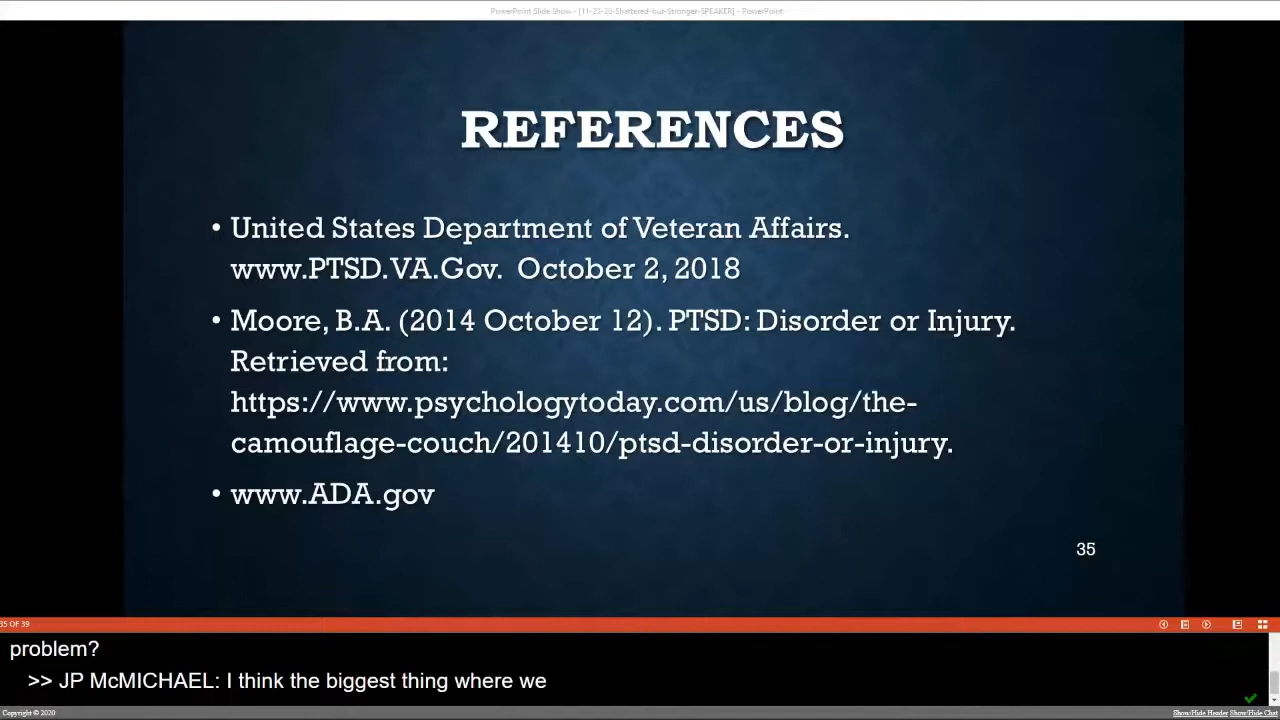 PowerPoint Slide Show - [11-23-20-Shattered-but-Stronger-SPEAKER] - PowerPoint
REFERENCES
• United States Department of Veteran Affairs.
www.PTSD.VA.Gov. October 2, 2018
• Moore, B.A. (2014 October 12). PTSD: Disorder or Injury.
Retrieved from:
https://www.psychologytoday.com/us/blog/the-
camouflage-couch/201410/ptsd-disorder-or-injury.
• www.ADA.gov
35
35 OF 39
problem?
>> JP McMICHAEL: I think the biggest thing where we
Copyright © 2020
Show/Hide Header Show/Hide Chat